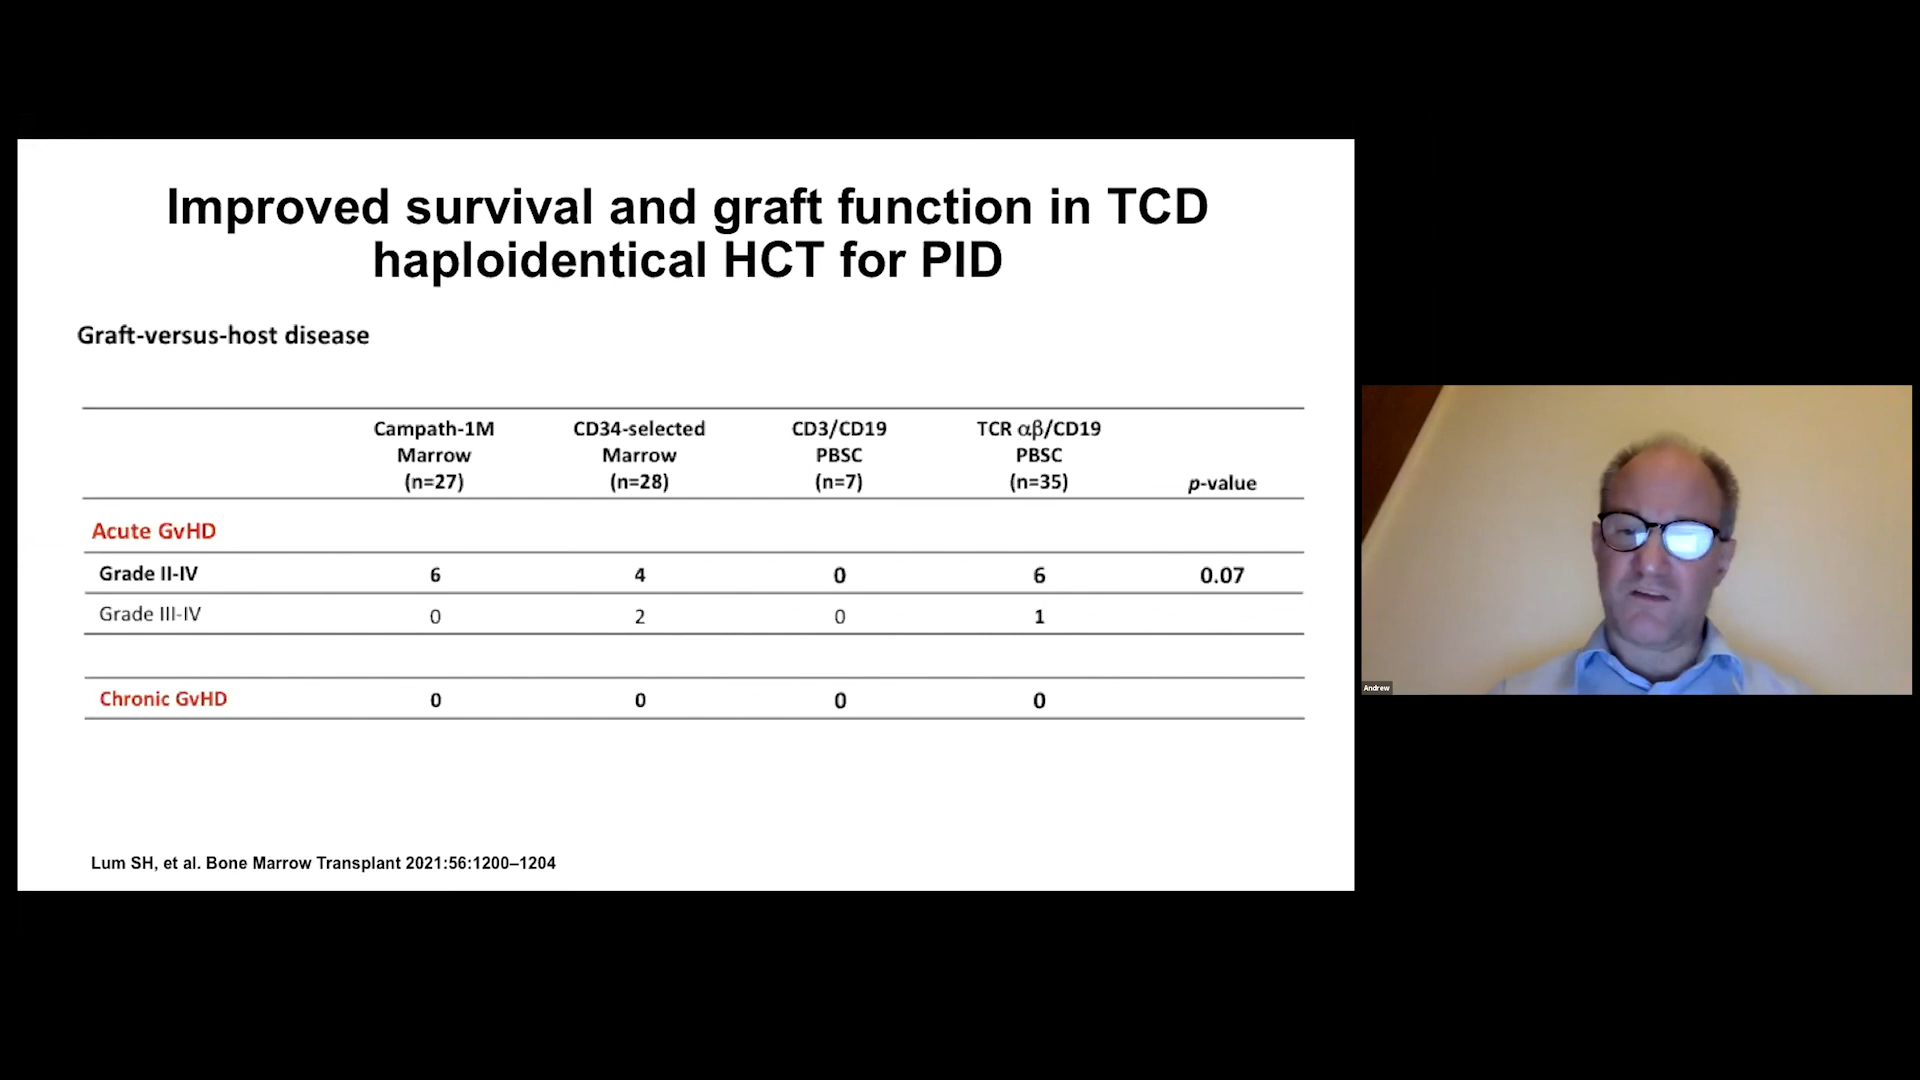 Improved survival and graft function in TCD
haploidentical HCT for PID
Graft-versus-host disease
Campath-1M Marrow (n=27) CD34-selected Marrow (n=28) CD3/CD19 PBSC (n=7) TCR αβ/CD19 PBSC (n=35) p-value
Acute GvHD
Grade II-IV 6 4 0 6 0.07
Grade III-IV 0 2 0 1
Chronic GvHD 0 0 0 0
Lum SH, et al. Bone Marrow Transplant 2021:56:1200–1204
Andrew